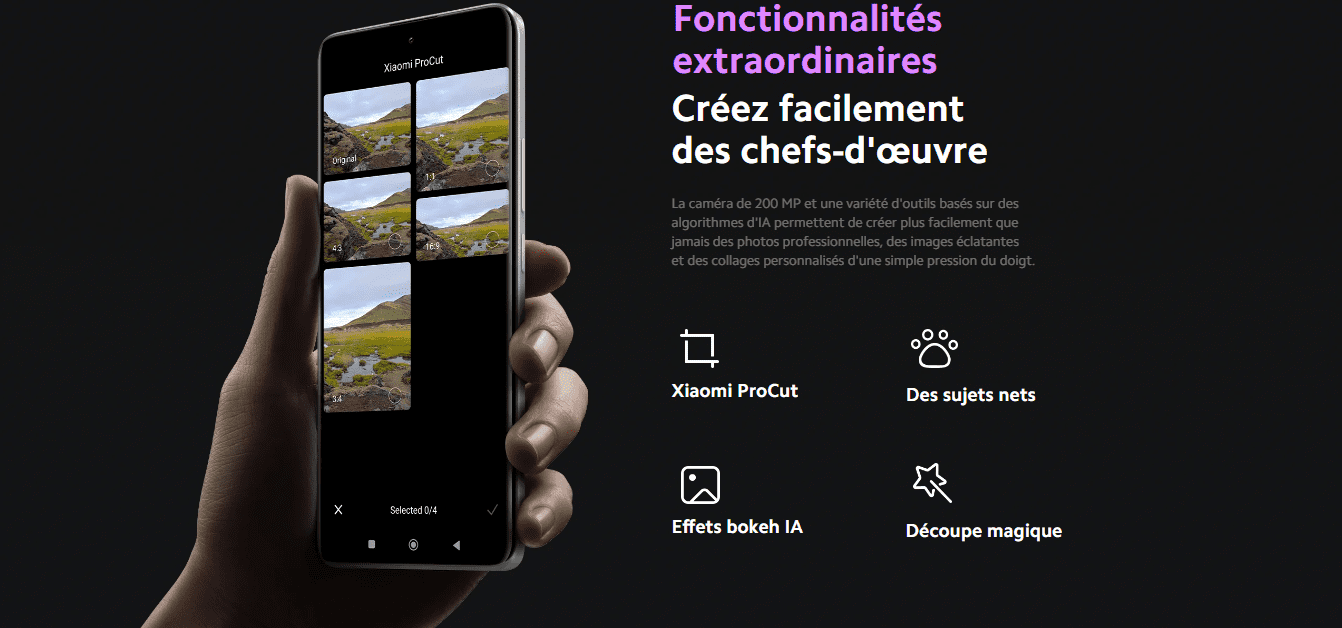 Xiaomi ProCut
Original
1:1
4:3
16:9
3:4
Selected 0/4
Fonctionnalités
extraordinaires
Créez facilement
des chefs-d'œuvre
La caméra de 200 MP et une variété d'outils basés sur des
algorithmes d'IA permettent de créer plus facilement que
jamais des photos professionnelles, des images éclatantes
et des collages personnalisés d'une simple pression du doigt.
Xiaomi ProCut
Des sujets nets
Effets bokeh IA
Découpe magique